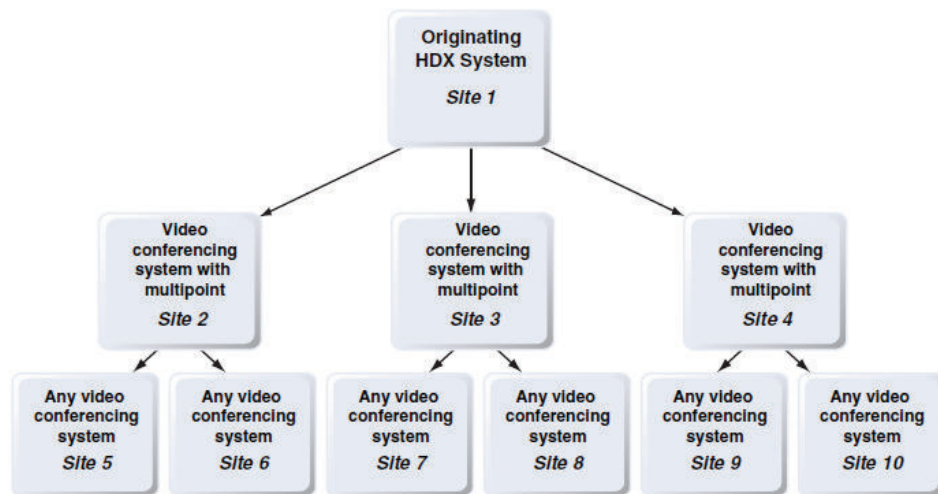 Originating
HDX System
Site 1
Video
conferencing
system with
multipoint
Site 2
Video
conferencing
system with
multipoint
Site 3
Video
conferencing
system with
multipoint
Site 4
Any video
conferencing
system
Site 5
Any video
conferencing
system
Site 6
Any video
conferencing
system
Site 7
Any video
conferencing
system
Site 8
Any video
conferencing
system
Site 9
Any video
conferencing
system
Site 10